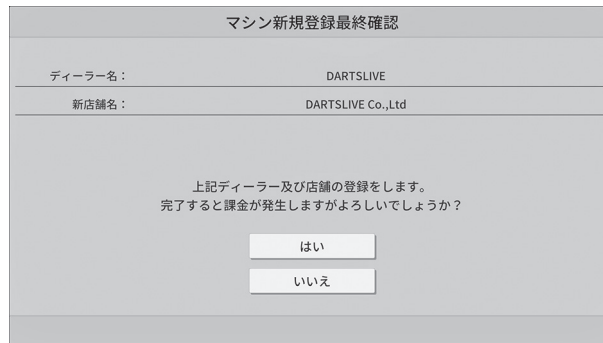 マシン新規登録最終確認
ディーラー名： DARTSLIVE
新店舗名： DARTSLIVE Co.,Ltd
上記ディーラー及び店舗の登録をします。
完了すると課金が発生しますがよろしいでしょうか？
はい
いいえ